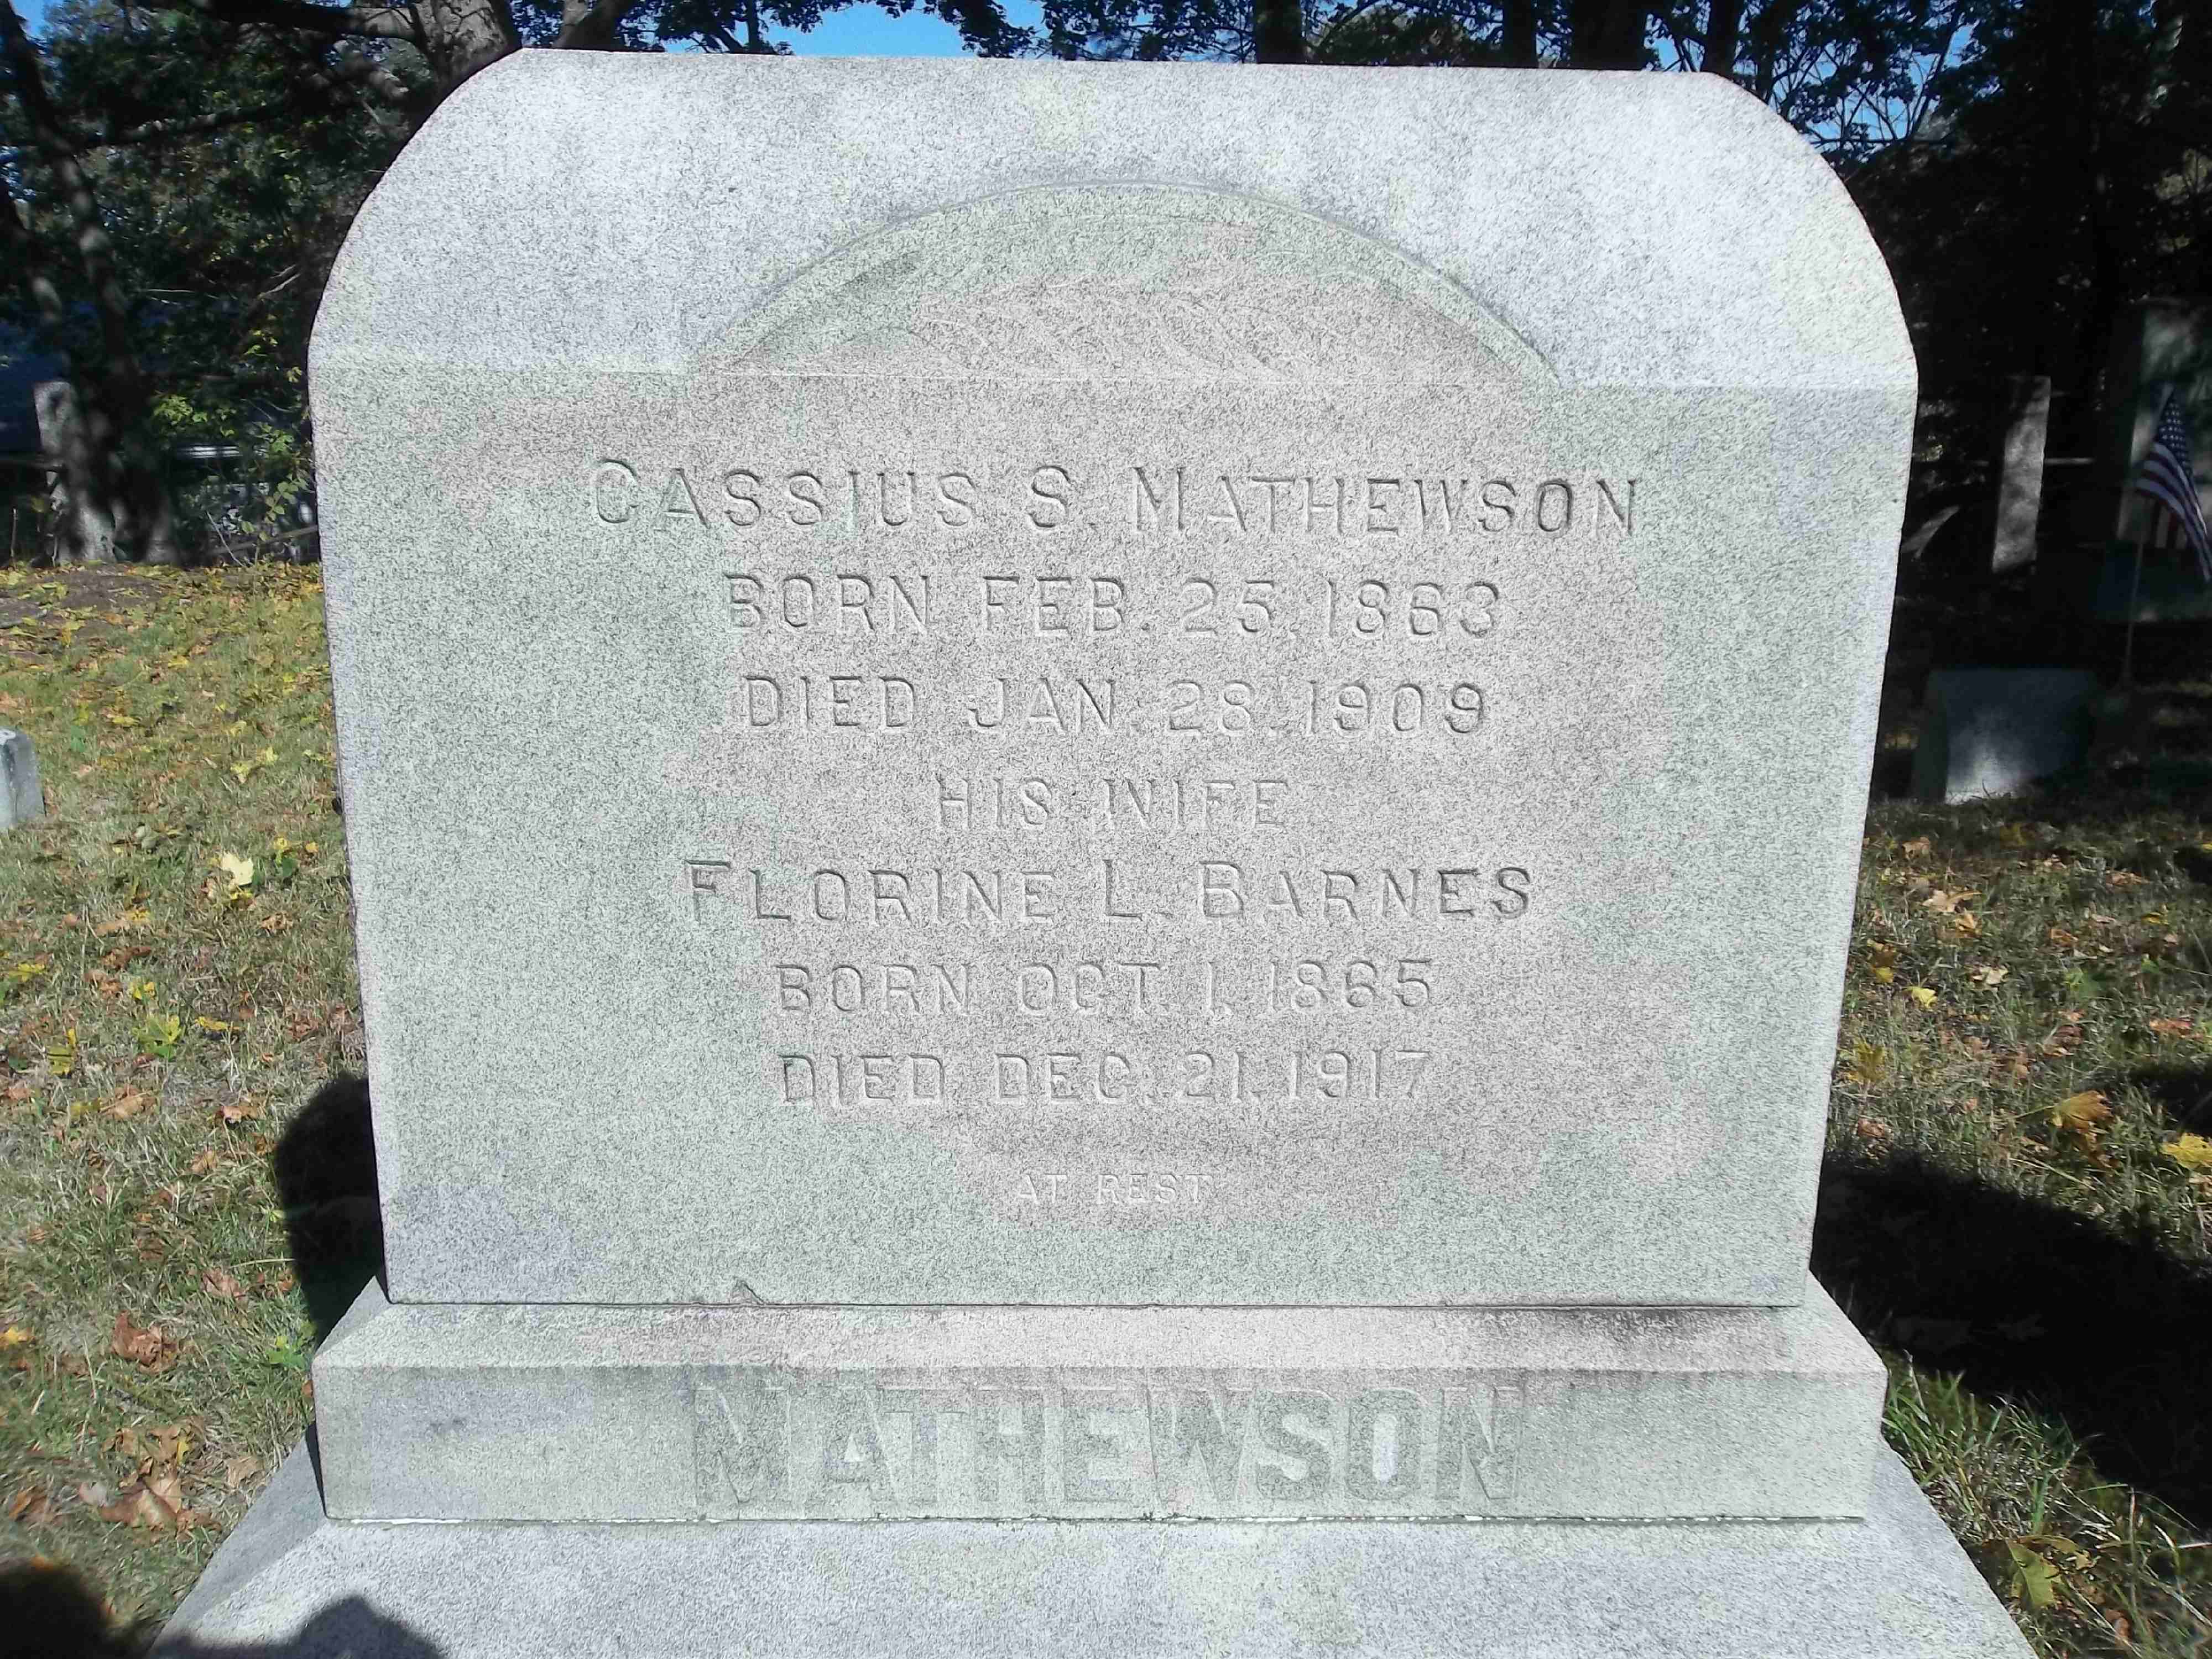 CASSIUS S. MATHEWSON
BORN FEB. 25, 1863
DIED JAN. 28, 1909
HIS WIFE
FLORINE L. BARNES
BORN OCT. 1, 1865
DIED DEC. 21, 1917
AT REST
MATHEWSON